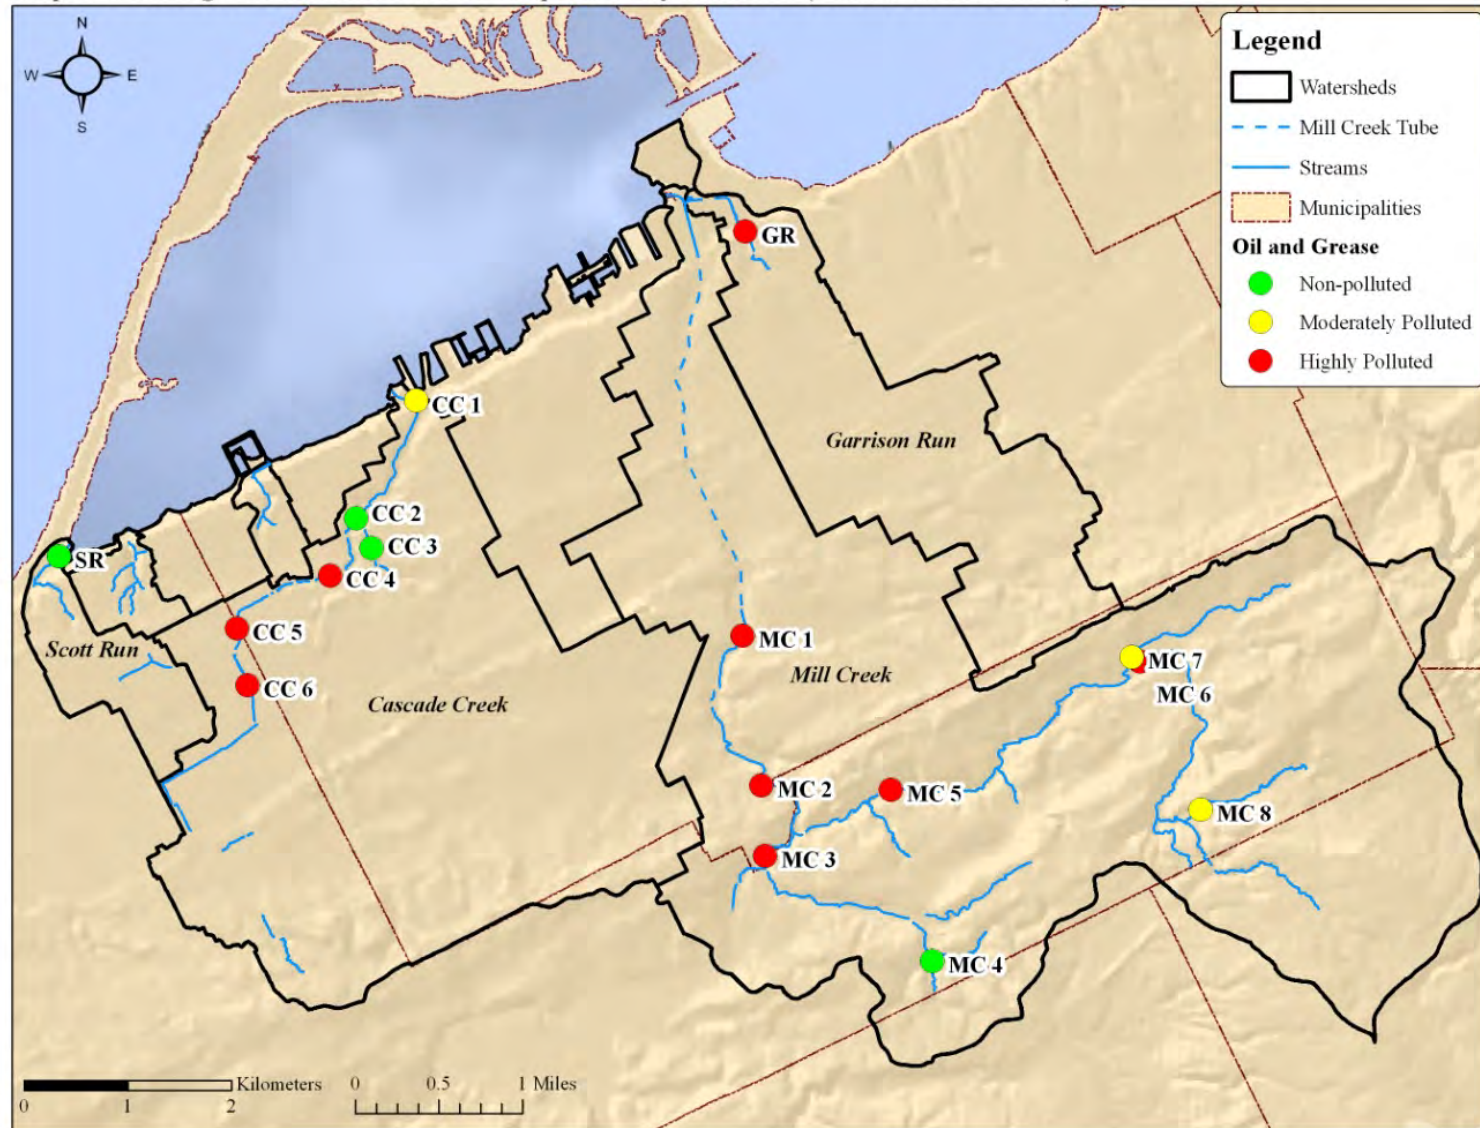 N
W E
S
Legend
Watersheds
Mill Creek Tube
Streams
Municipalities
Oil and Grease
Non-polluted
Moderately Polluted
Highly Polluted
GR
CC 1
Garrison Run
CC 2
CC 3
SR
CC 4
CC 5
MC 1
Scott Run
MC 7
Mill Creek
CC 6
MC 6
Cascade Creek
MC 2
MC 5
MC 8
MC 3
MC 4
Kilometers 0 0.5 1 Miles
0 1 2